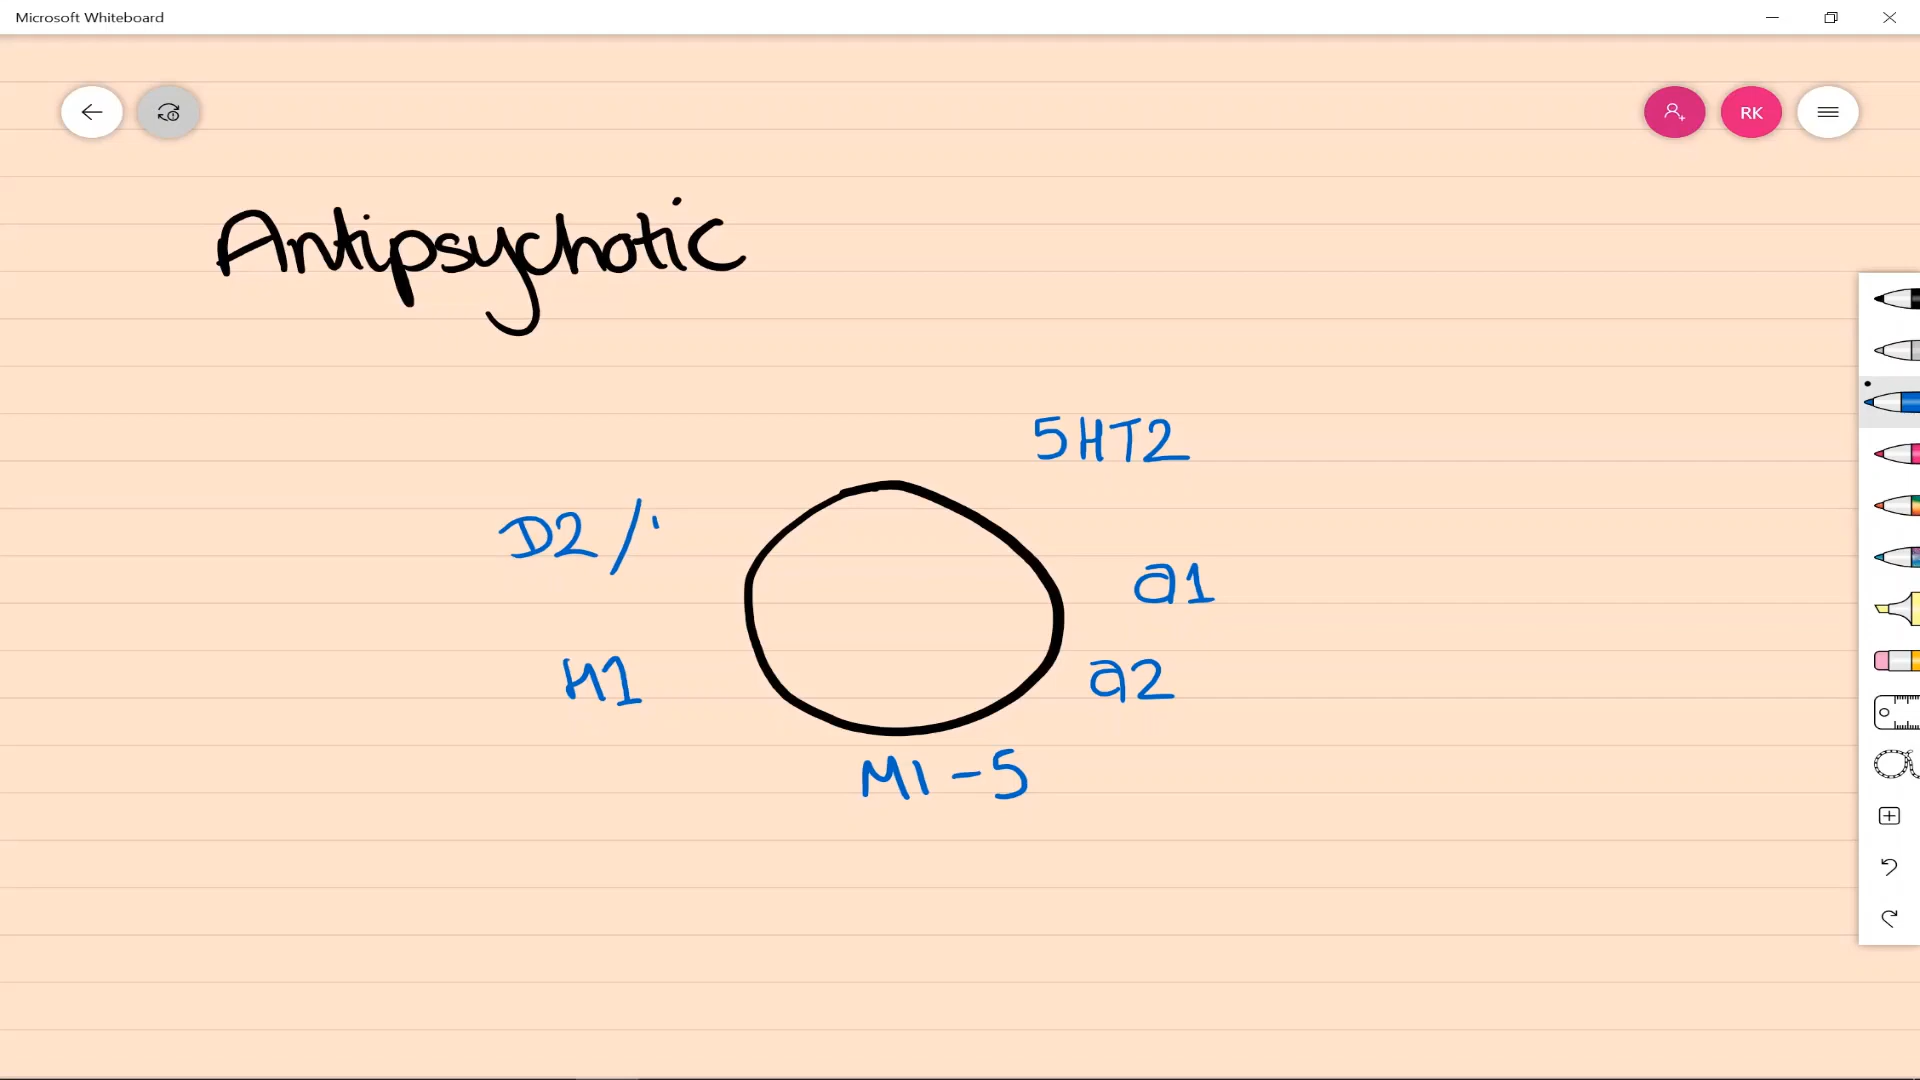 Microsoft Whiteboard
RK
Antipsychotic
5HT2
D2 /
a1
H1
a2
M1-5